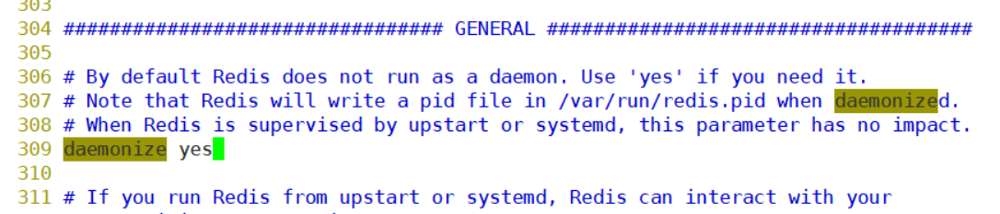 303
304 ################################# GENERAL #####################################
305
306 # By default Redis does not run as a daemon. Use 'yes' if you need it.
307 # Note that Redis will write a pid file in /var/run/redis.pid when daemonized.
308 # When Redis is supervised by upstart or systemd, this parameter has no impact.
309 daemonize yes
310
311 # If you run Redis from upstart or systemd, Redis can interact with your